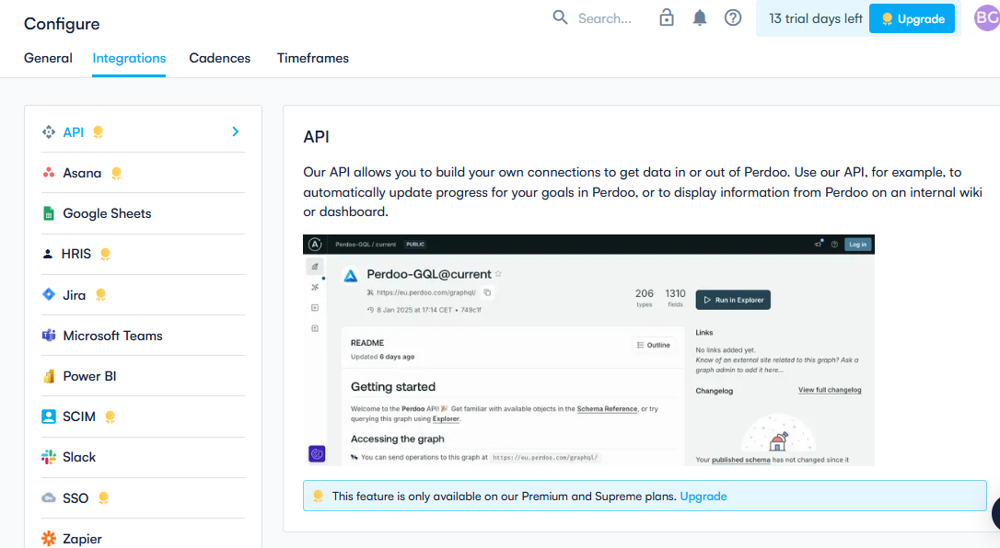 Configure
Search...
13 trial days left
Upgrade
BG
General
Integrations
Cadences
Timeframes
API
Asana
Google Sheets
HRIS
Jira
Microsoft Teams
Power BI
SCIM
Slack
SSO
Zapier
API
Our API allows you to build your own connections to get data in or out of Perdoo. Use our API, for example, to
automatically update progress for your goals in Perdoo, or to display information from Perdoo on an internal wiki
or dashboard.
Perdoo-GQL / current
PUBLIC
Log in
Perdoo-GQL@current
https://eu.perdoo.com/graphql/
8 Jan 2025 at 17:14 CET • 749c1f
206
types
1310
fields
Run in Explorer
README
Updated 6 days ago
Outline
Getting started
Welcome to the Perdoo API! 🎉 Get familiar with available objects in the Schema Reference, or try
querying this graph using Explorer.
Accessing the graph
You can send operations to this graph at https://eu.perdoo.com/graphql/
Links
No links added yet.
Know of an external site related to this graph? Ask a
graph admin to add it here...
Changelog
View full changelog
Your published schema has not changed since it
This feature is only available on our Premium and Supreme plans. Upgrade